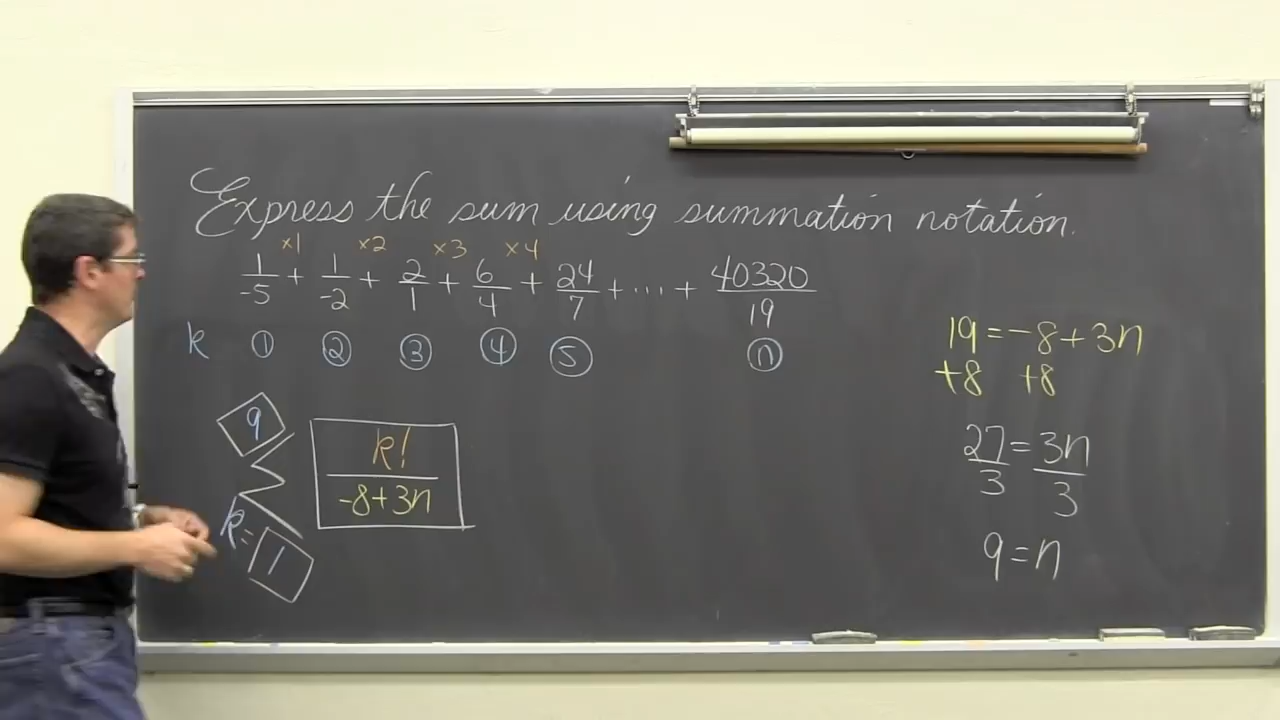 Express the sum using summation notation.
×1 ×2 ×3 ×4
1/-5 + 1/-2 + 2/1 + 6/4 + 24/7 + .... + 40320/19
k 1 2 3 4 5 n
9
Σ k!/-8+3n
k= 1
19=-8+3n
+8 +8
27/3=3n/3
9=n